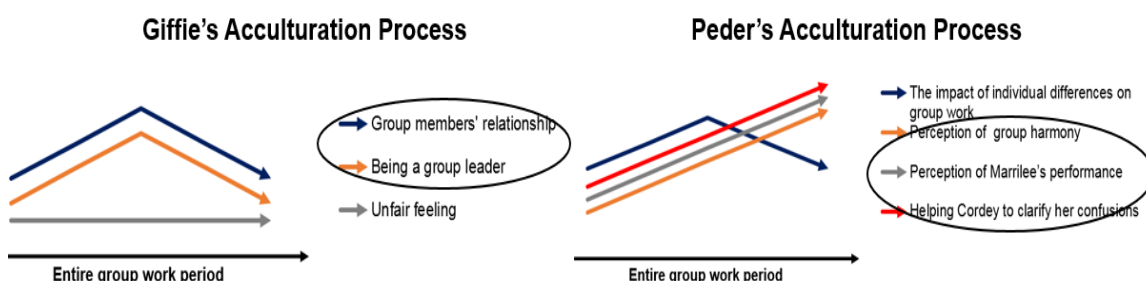 Giffie's Acculturation Process
Group members' relationship
Being a group leader
Unfair feeling
Entire group work period
Peder's Acculturation Process
The impact of individual differences on
group work
Perception of group harmony
Perception of Marrilee's performance
Helping Cordey to clarify her confusions
Entire group work period